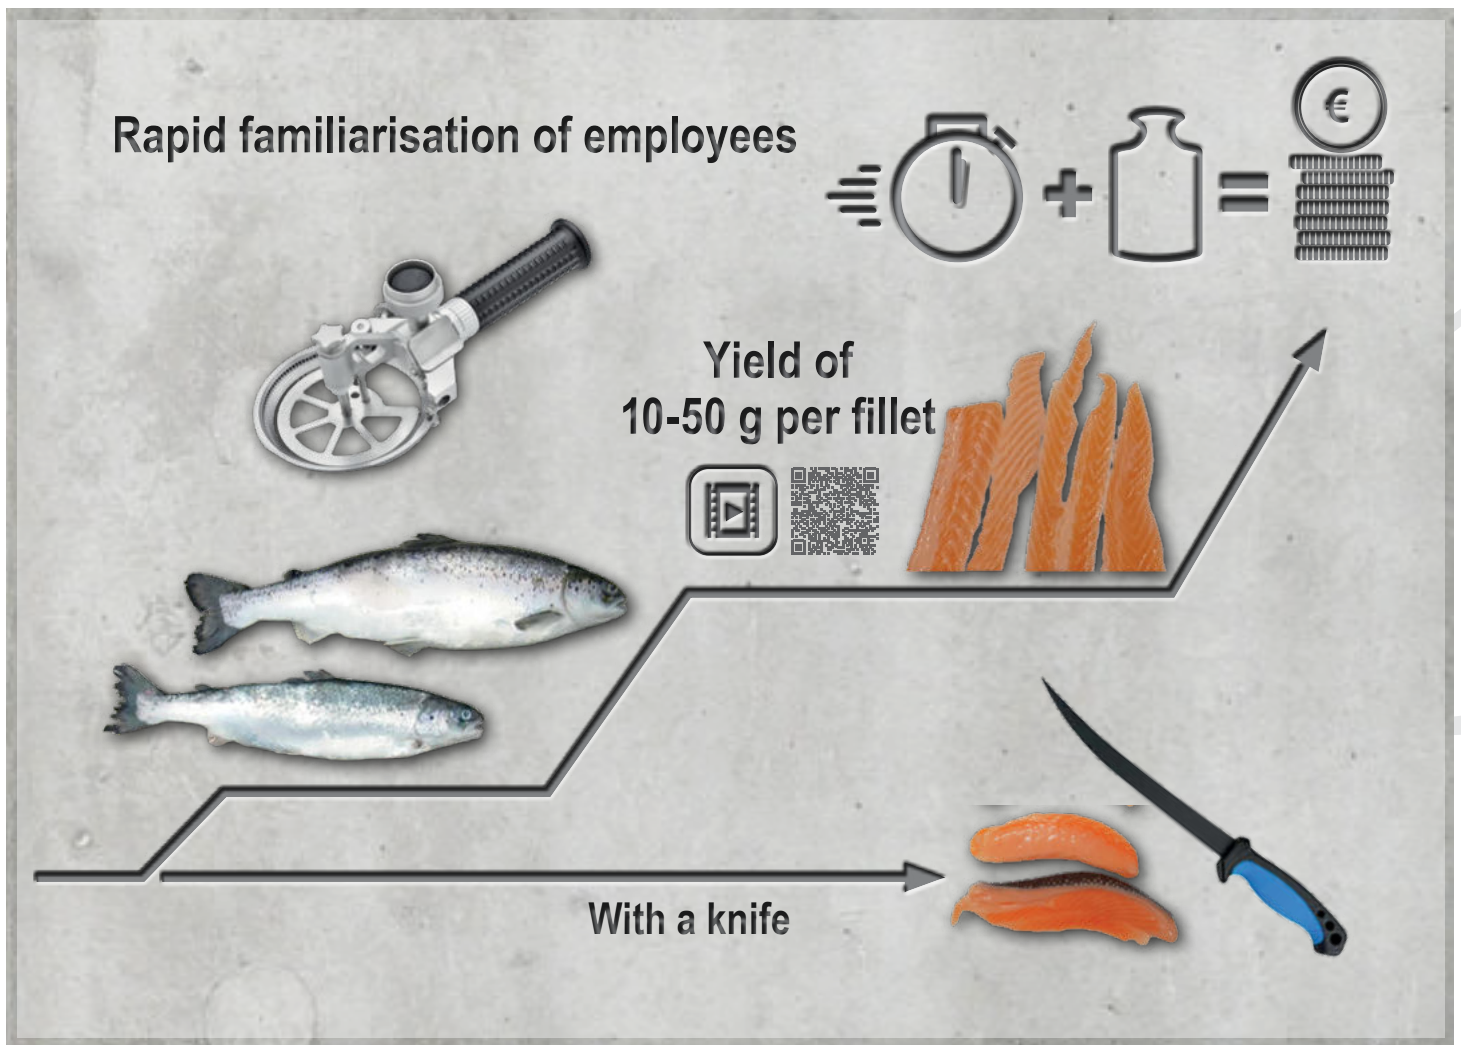 Rapid familiarisation of employees
€
Yield of
10-50 g per fillet
With a knife